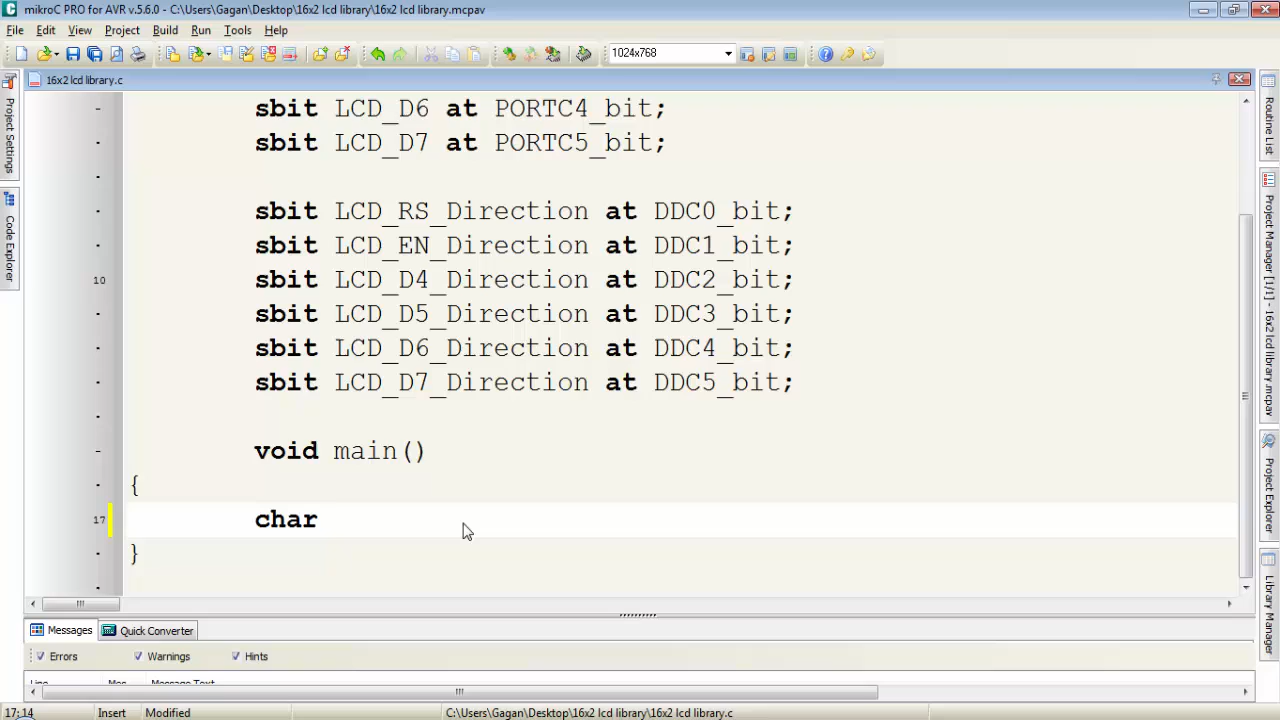 mikroC PRO for AVR v.5.6.0 - C:\Users\Gagan\Desktop\16x2 lcd library\16x2 lcd library.mcpav
File Edit View Project Build Run Tools Help
1024x768
16x2 lcd library.c
sbit LCD_D6 at PORTC4_bit;
sbit LCD_D7 at PORTC5_bit;
sbit LCD_RS_Direction at DDC0_bit;
sbit LCD_EN_Direction at DDC1_bit;
10 sbit LCD_D4_Direction at DDC2_bit;
sbit LCD_D5_Direction at DDC3_bit;
sbit LCD_D6_Direction at DDC4_bit;
sbit LCD_D7_Direction at DDC5_bit;
void main()
{
17 char
}
Project Settings
Code Explorer
Routine List
Project Manager [1/1] - 16x2 lcd library.mcpav
Project Explorer
Library Manager
Messages Quick Converter
Errors Warnings Hints
Line Mes Message Text
17:14 Insert Modified C:\Users\Gagan\Desktop\16x2 lcd library\16x2 lcd library.c